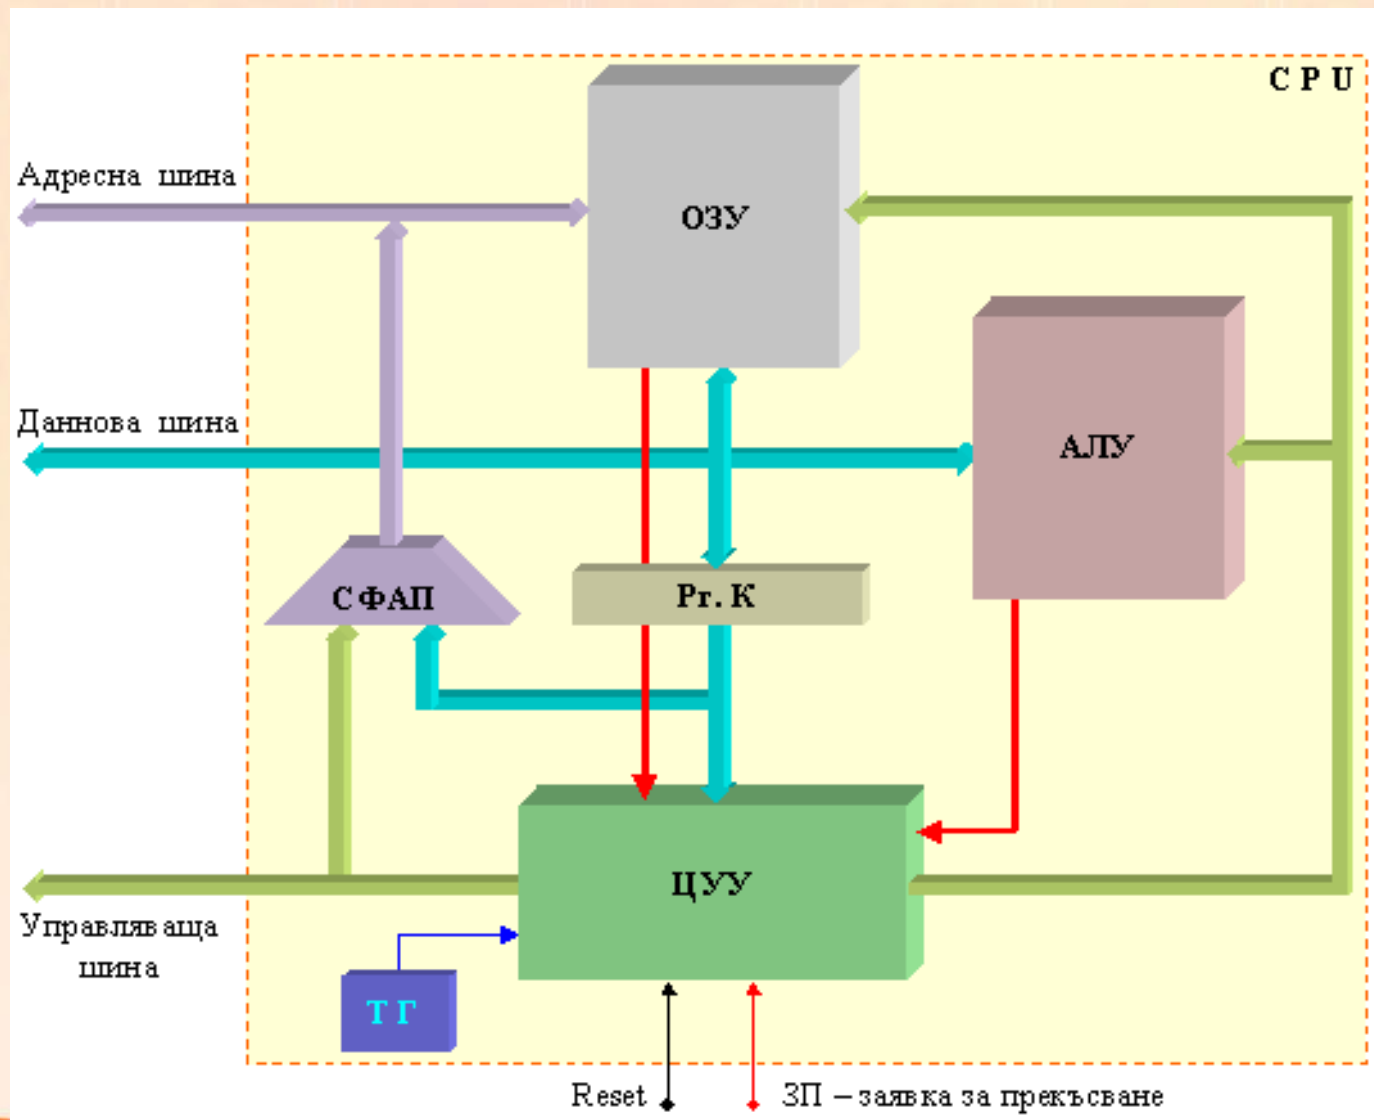 C P U
Адресна шина
ОЗУ
Даннова шина
АЛУ
СФАП
Рг. К
ЦУУ
Управляваща
шина
ТГ
Reset
ЗП – заявка за прекъсване